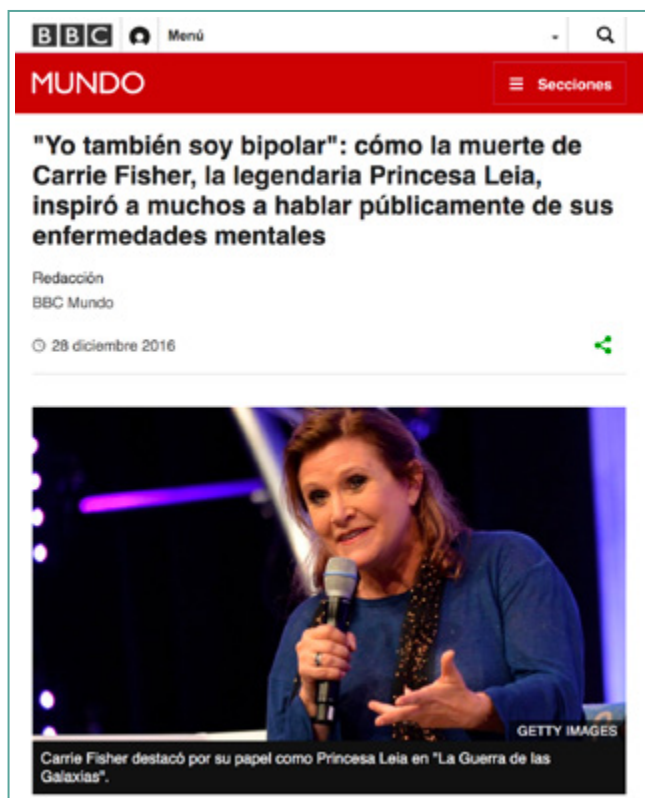 BBC Menú
MUNDO Secciones
"Yo también soy bipolar": cómo la muerte de
Carrie Fisher, la legendaria Princesa Leia,
inspiró a muchos a hablar públicamente de sus
enfermedades mentales
Redacción
BBC Mundo
28 diciembre 2016
GETTY IMAGES
Carrie Fisher destacó por su papel como Princesa Leia en "La Guerra de las
Galaxias".